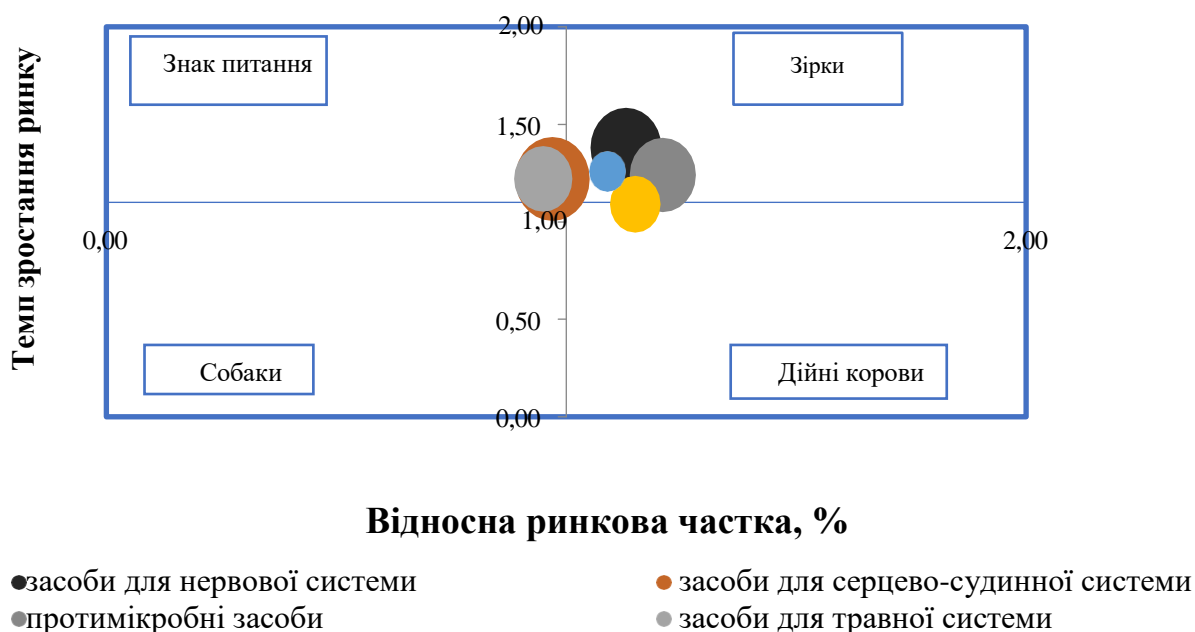 Темп зростання ринку
2,00
Знак питання
Зірки
1,50
1,00
0,00
2,00
0,50
Собаки
Дійні корови
0,00
Відносна ринкова частка, %
засоби для нервової системи
засоби для серцево-судинної системи
протимікробні засоби
засоби для травної системи